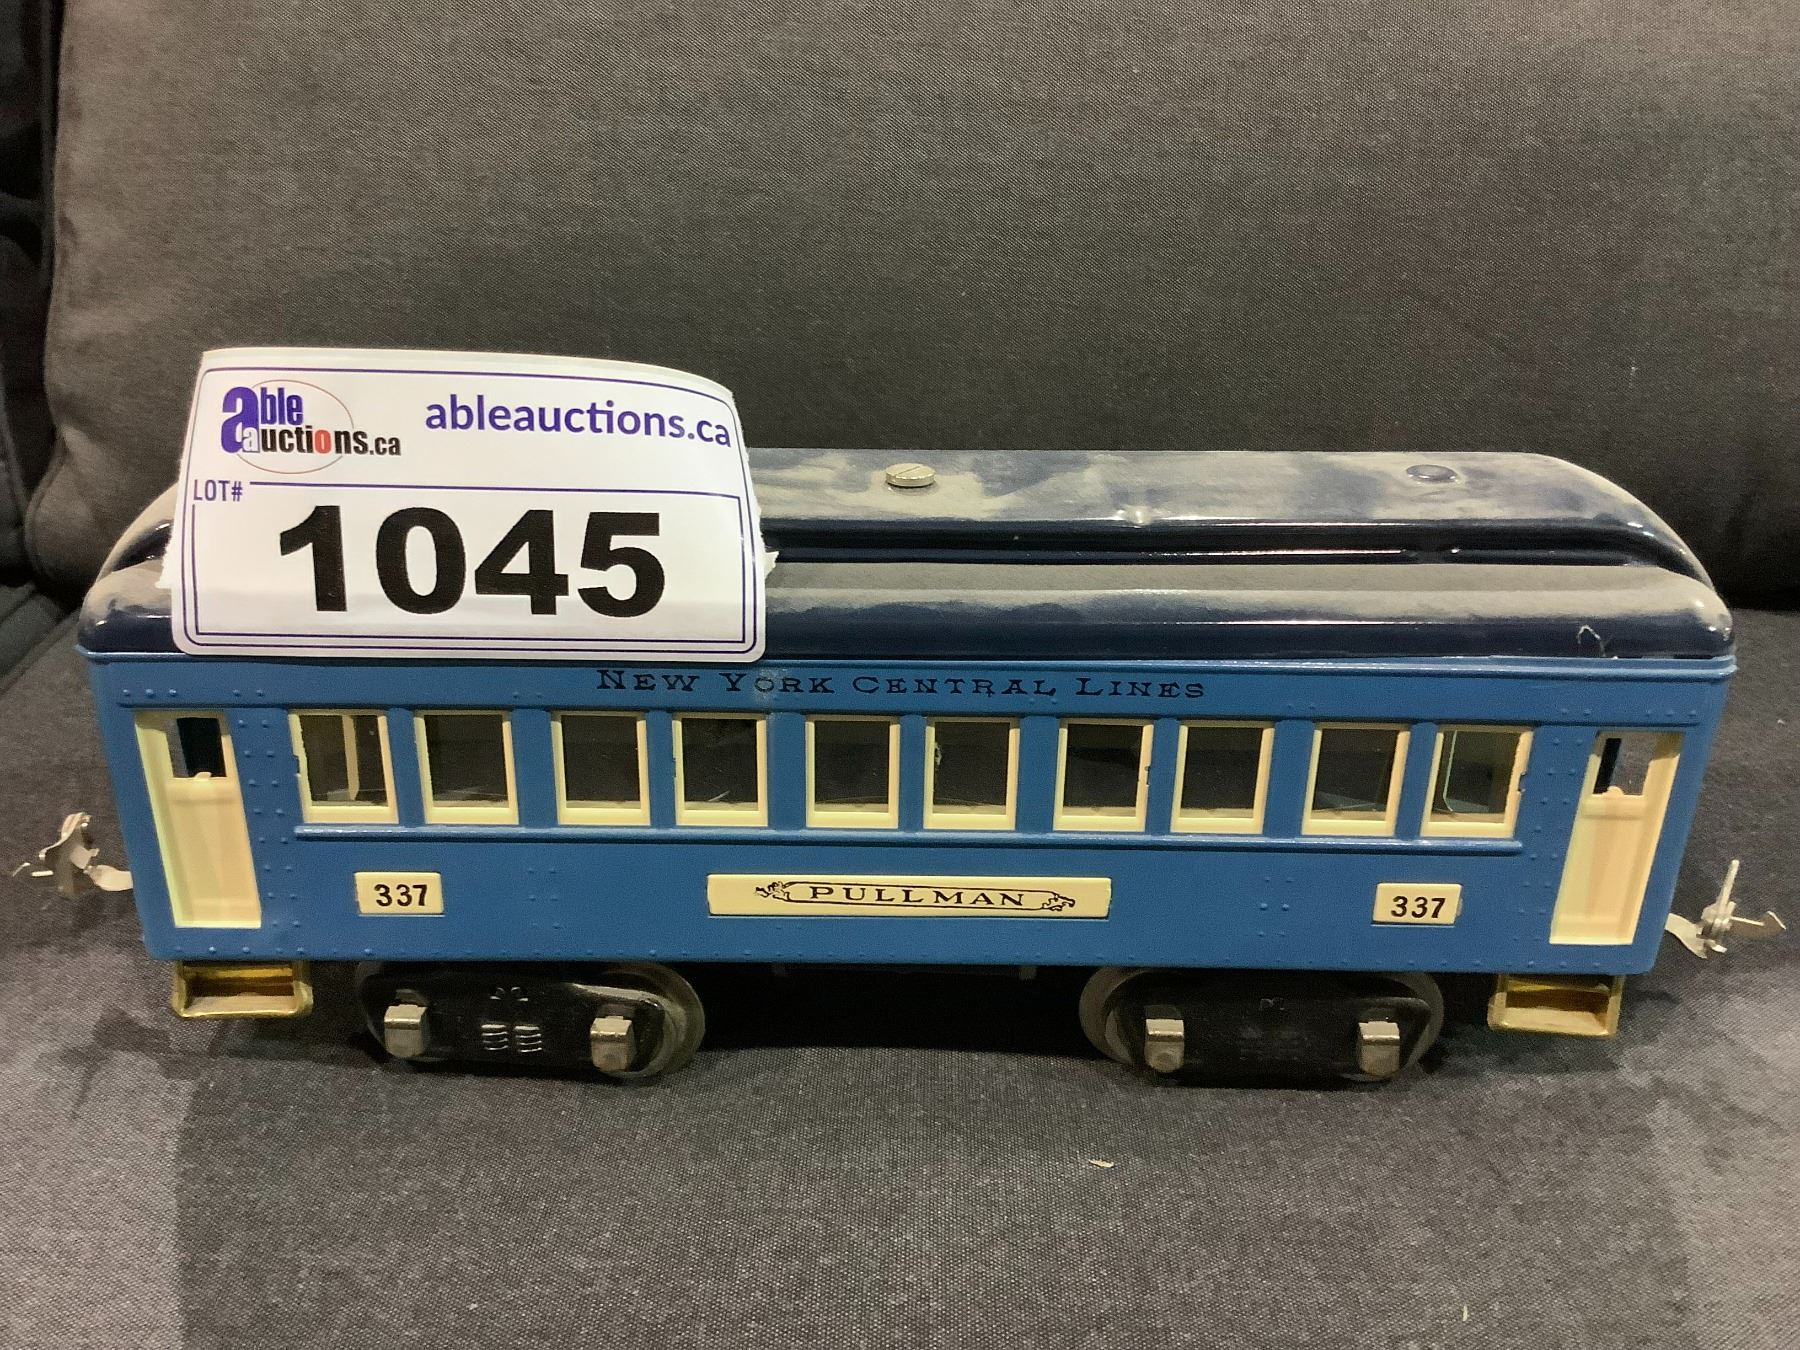 able auctions.ca
ableauctions.ca
LOT#
1045
NEW YORK CENTRAL LINES
337
PULLMAN
337